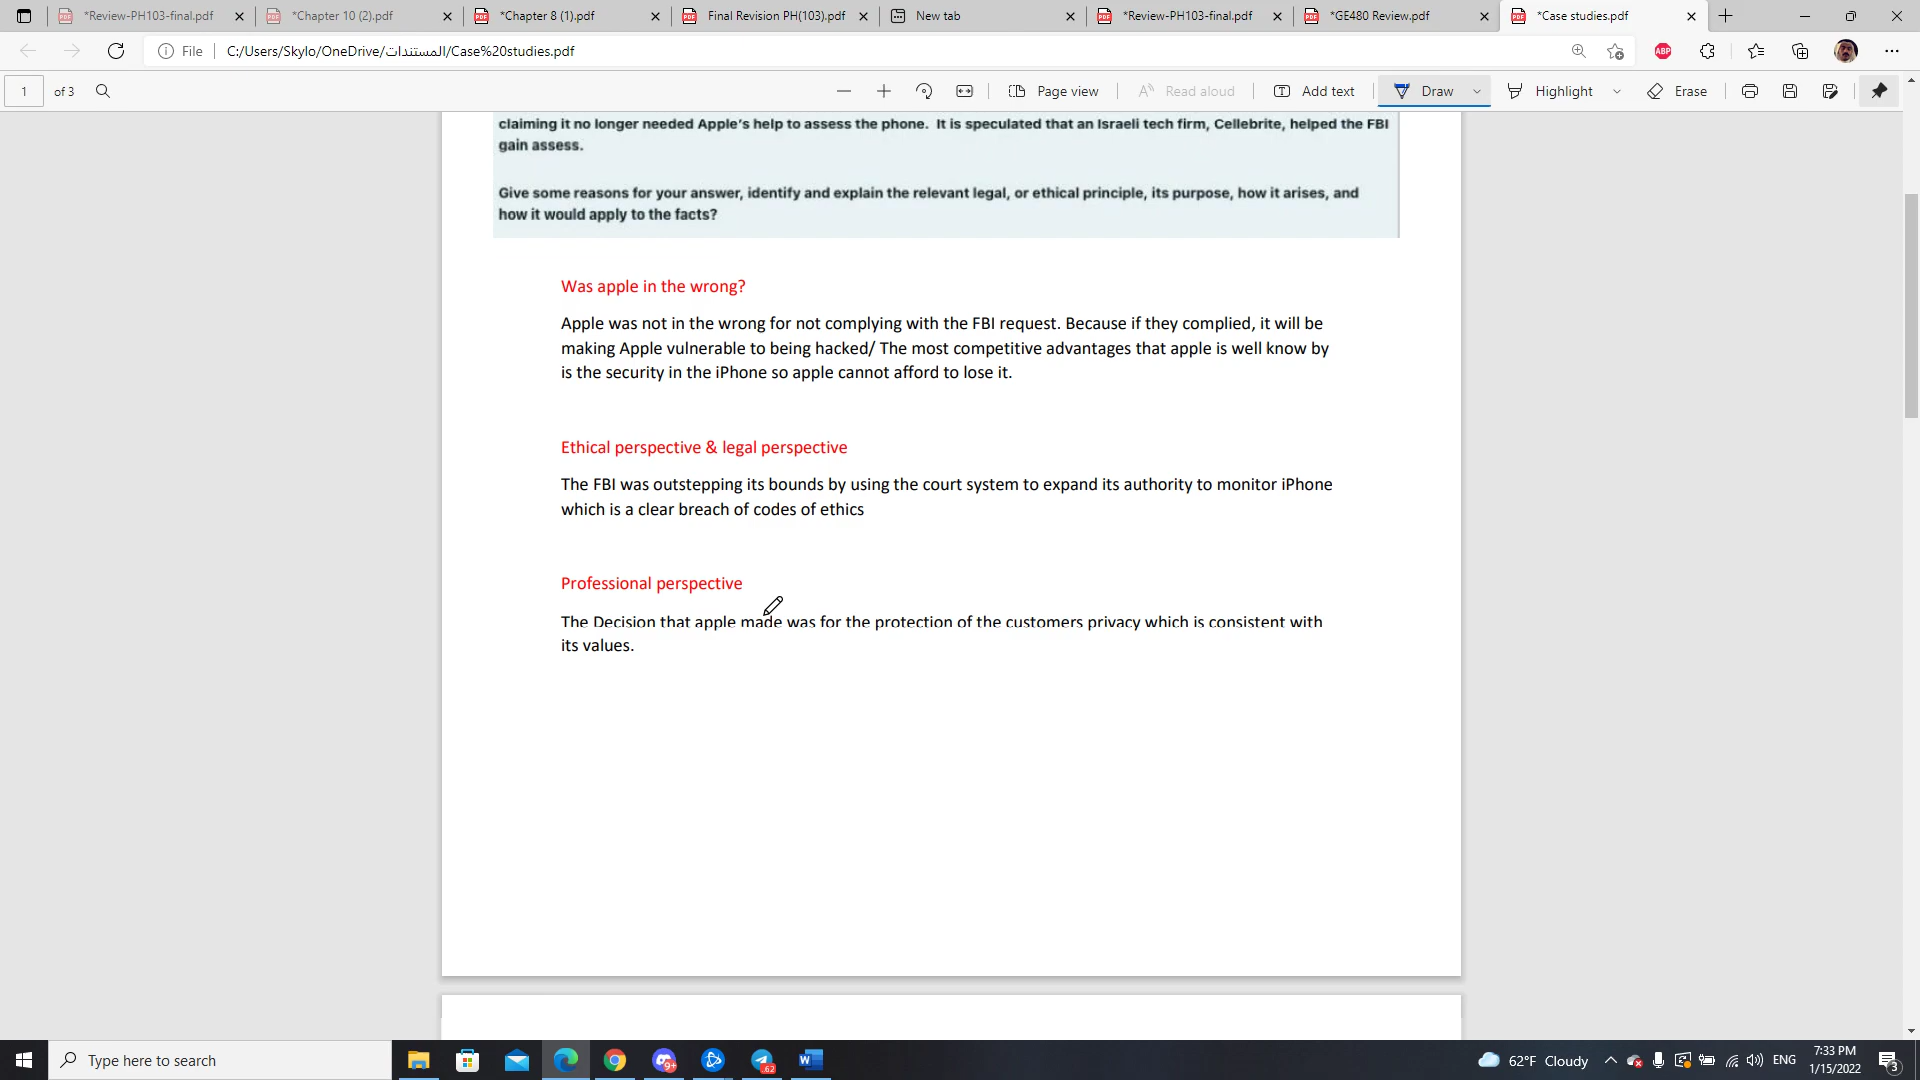 *Review-PH103-final.pdf
*Chapter 10 (2).pdf
*Chapter 8 (1).pdf
Final Revision PH(103).pdf
New tab
*Review-PH103-final.pdf
*GE480 Review.pdf
*Case studies.pdf
File
C:/Users/Skylo/OneDrive/المستندات/Case%20studies.pdf
ABP
1 of 3
Page view
Read aloud
Add text
Draw
Highlight
Erase
claiming it no longer needed Apple's help to assess the phone. It is speculated that an Israeli tech firm, Cellebrite, helped the FBI
gain assess.
Give some reasons for your answer, identify and explain the relevant legal, or ethical principle, its purpose, how it arises, and
how it would apply to the facts?
Was apple in the wrong?
Apple was not in the wrong for not complying with the FBI request. Because if they complied, it will be
making Apple vulnerable to being hacked/ The most competitive advantages that apple is well know by
is the security in the iPhone so apple cannot afford to lose it.
Ethical perspective & legal perspective
The FBI was outstepping its bounds by using the court system to expand its authority to monitor iPhone
which is a clear breach of codes of ethics
Professional perspective
The Decision that apple made was for the protection of the customers privacy which is consistent with
its values.
Type here to search
9+
62
62°F Cloudy
ENG
7:33 PM
1/15/2022
3